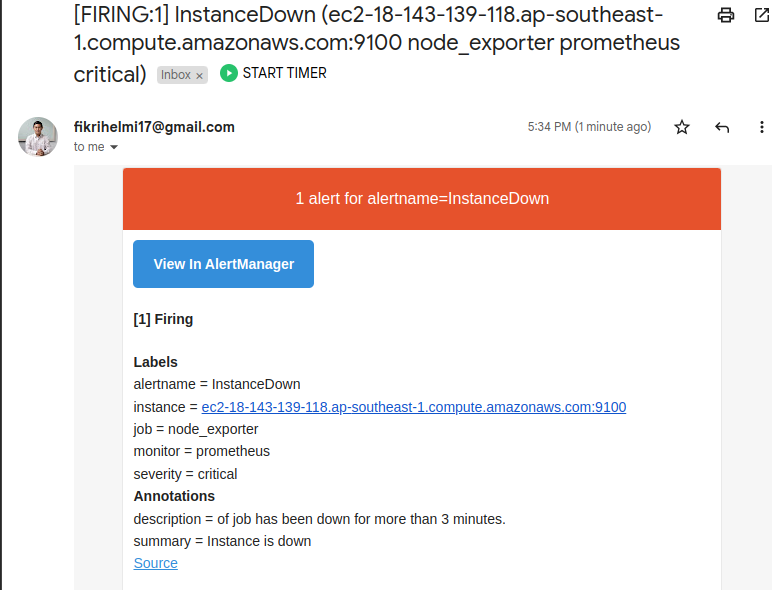 [FIRING:1] InstanceDown (ec2-18-143-139-118.ap-southeast-
1.compute.amazonaws.com:9100 node_exporter prometheus
critical) Inbox × START TIMER
fikrihelmi17@gmail.com 5:34 PM (1 minute ago)
to me
1 alert for alertname=InstanceDown
View In AlertManager
[1] Firing
Labels
alertname = InstanceDown
instance = ec2-18-143-139-118.ap-southeast-1.compute.amazonaws.com:9100
job = node_exporter
monitor = prometheus
severity = critical
Annotations
description = of job has been down for more than 3 minutes.
summary = Instance is down
Source